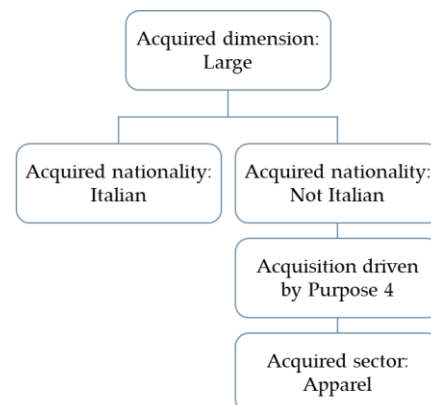 Acquired dimension:
Large
Acquired nationality:
Italian
Acquired nationality:
Not Italian
Acquisition driven
by Purpose 4
Acquired sector:
Apparel